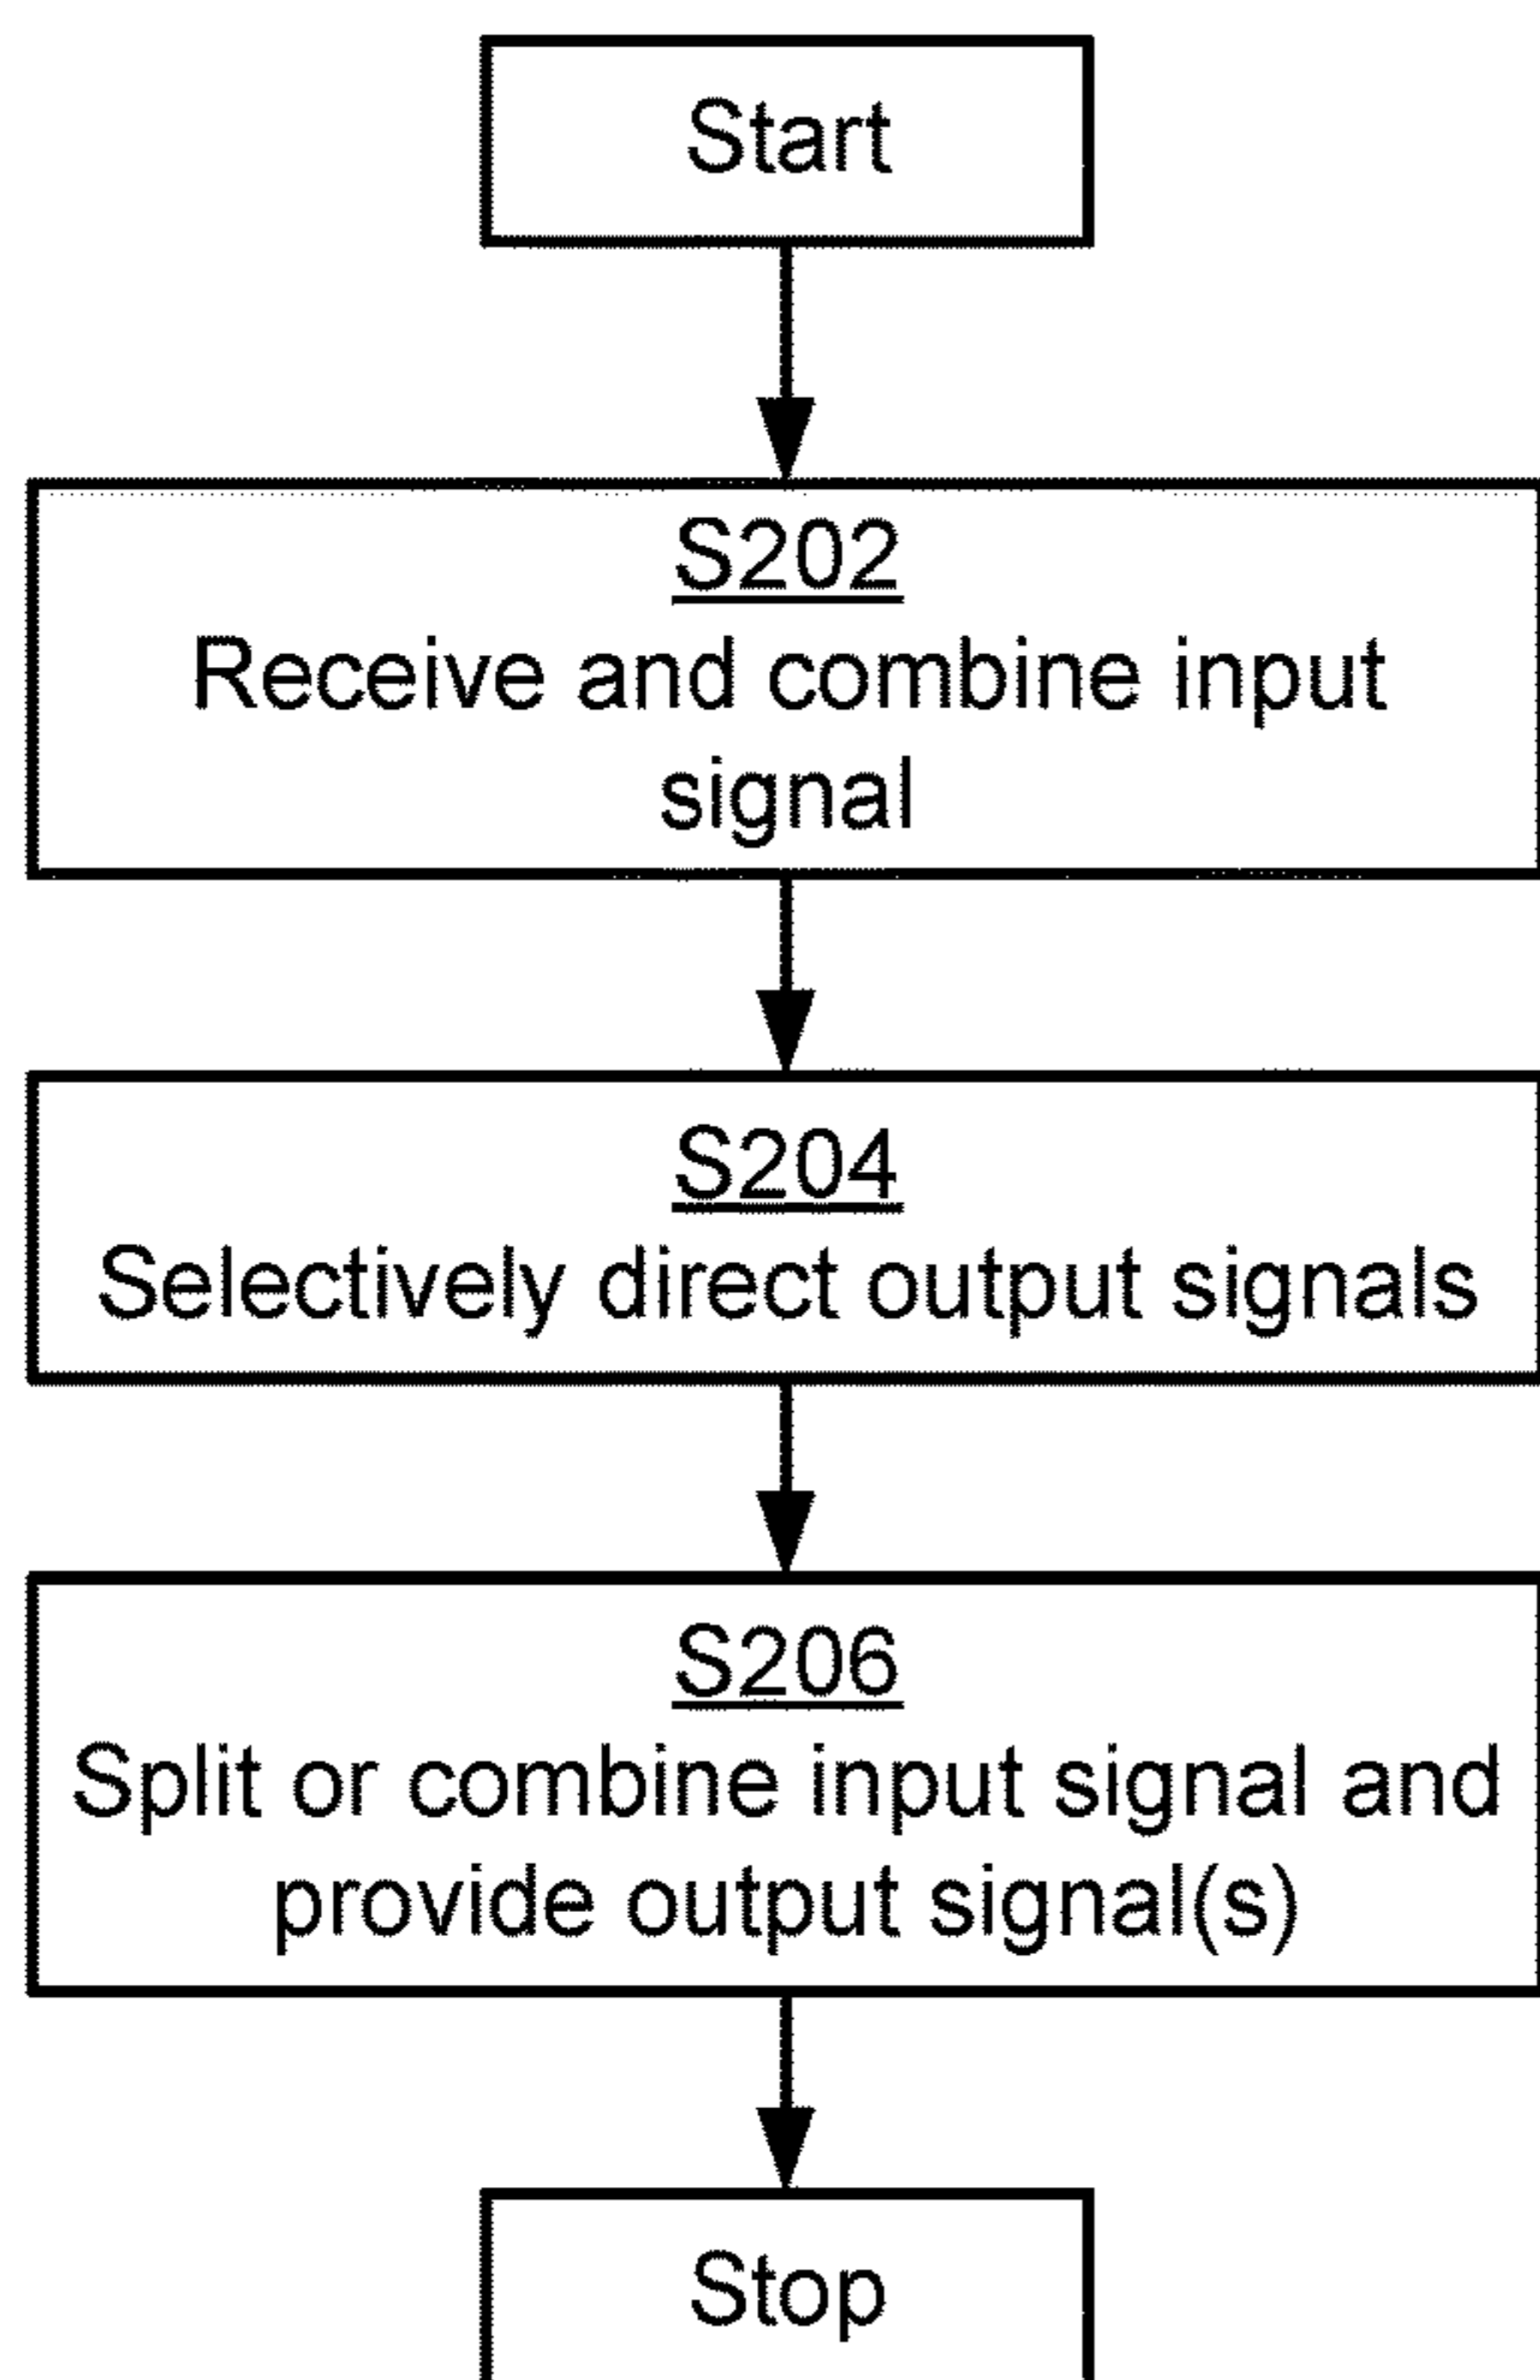 Start
S202
Receive and combine input
signal
S204
Selectively direct output signals
S206
Split or combine input signal and
provide output signal(s)
Stop